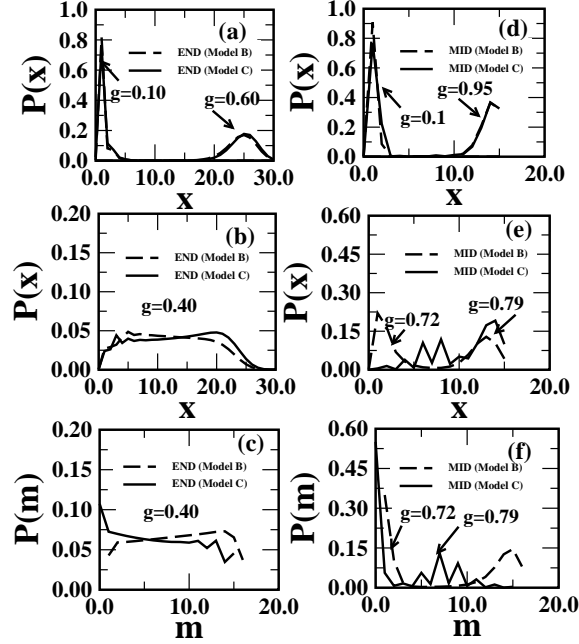 (a)
END (Model B)
END (Model C)
g=0.10
g=0.60
P(x)
1.0
0.8
0.6
0.4
0.2
0.0
0.0 10.0 20.0 30.0
x
(d)
MID (Model B)
MID (Model C)
g=0.95
g=0.1
P(x)
1.0
0.8
0.6
0.4
0.2
0.0
0.0 10.0 20.0
x
(b)
END (Model B)
END (Model C)
g=0.40
P(x)
0.20
0.15
0.10
0.05
0.00
0.0 10.0 20.0 30.0
x
(e)
MID (Model B)
MID (Model C)
g=0.72
g=0.79
P(x)
0.60
0.45
0.30
0.15
0.00
0.0 10.0 20.0
x
(c)
END (Model B)
END (Model C)
g=0.40
P(m)
0.20
0.15
0.10
0.05
0.00
0 10 20
m
(f)
MID (Model B)
MID (Model C)
g=0.72
g=0.79
P(m)
0.60
0.45
0.30
0.15
0.00
0 10 20
m